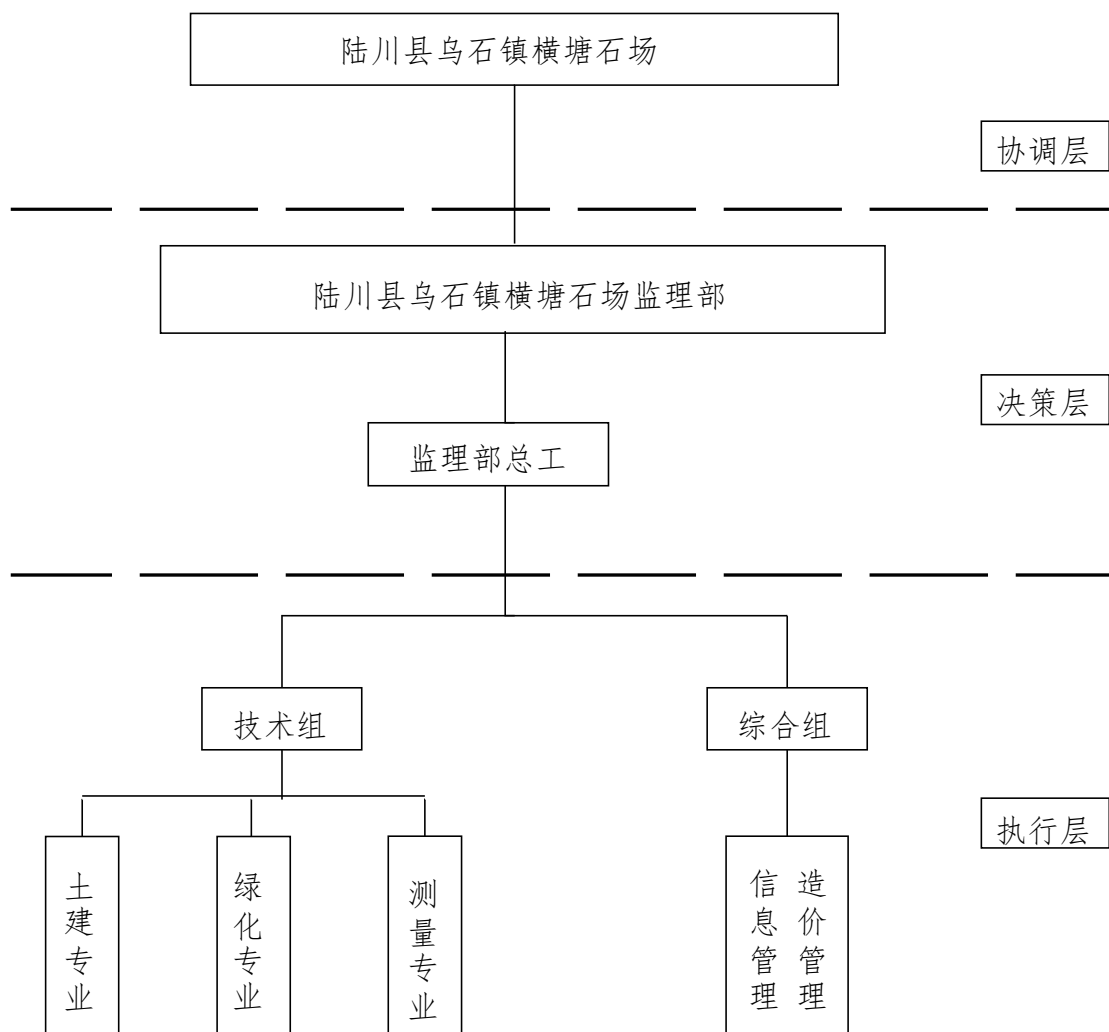 陆川县乌石镇横塘石场
协调层
陆川县乌石镇横塘石场监理部
决策层
监理部总工
技术组
综合组
执行层
土建专业
绿化专业
测量专业
信息管理
造价管理